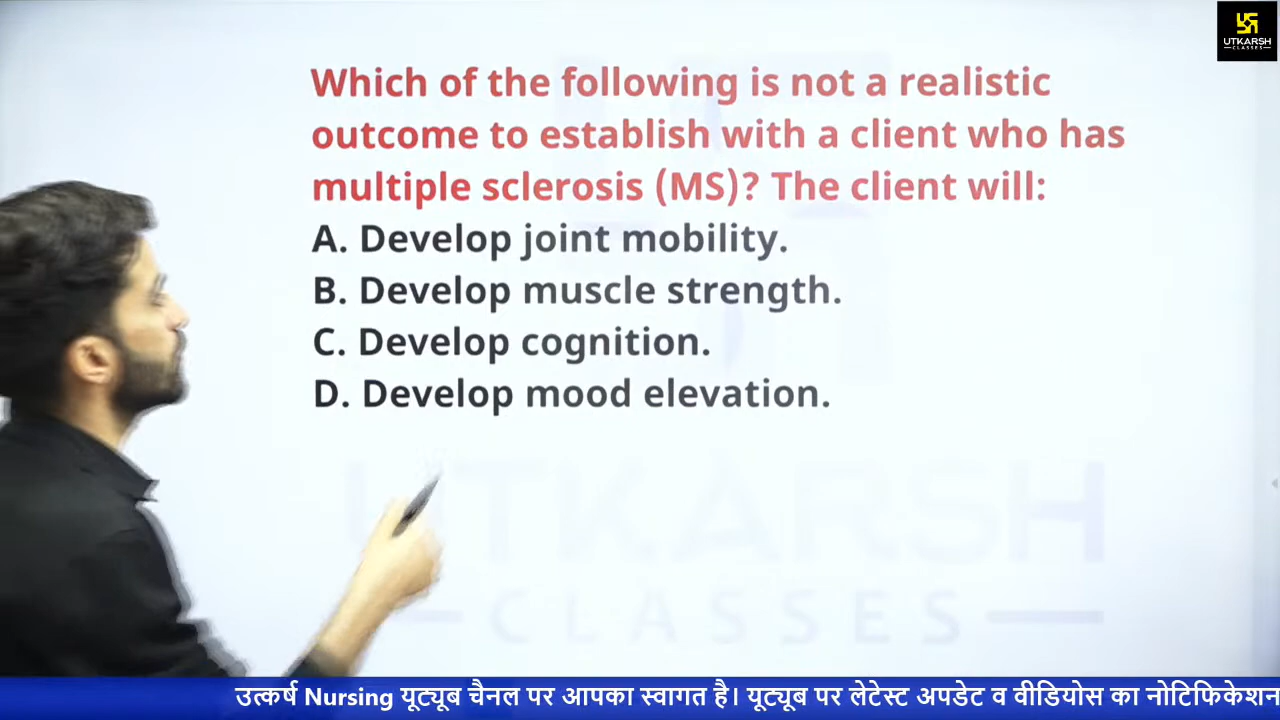 UTKARSH
CLASSES
Which of the following is not a realistic
outcome to establish with a client who has
multiple sclerosis (MS)? The client will:
A. Develop joint mobility.
B. Develop muscle strength.
C. Develop cognition.
D. Develop mood elevation.
UTKARSH
CLASSES
उत्कर्ष Nursing यूट्यूब चैनल पर आपका स्वागत है। यूट्यूब पर लेटेस्ट अपडेट व वीडियोस का नोटिफिकेशन